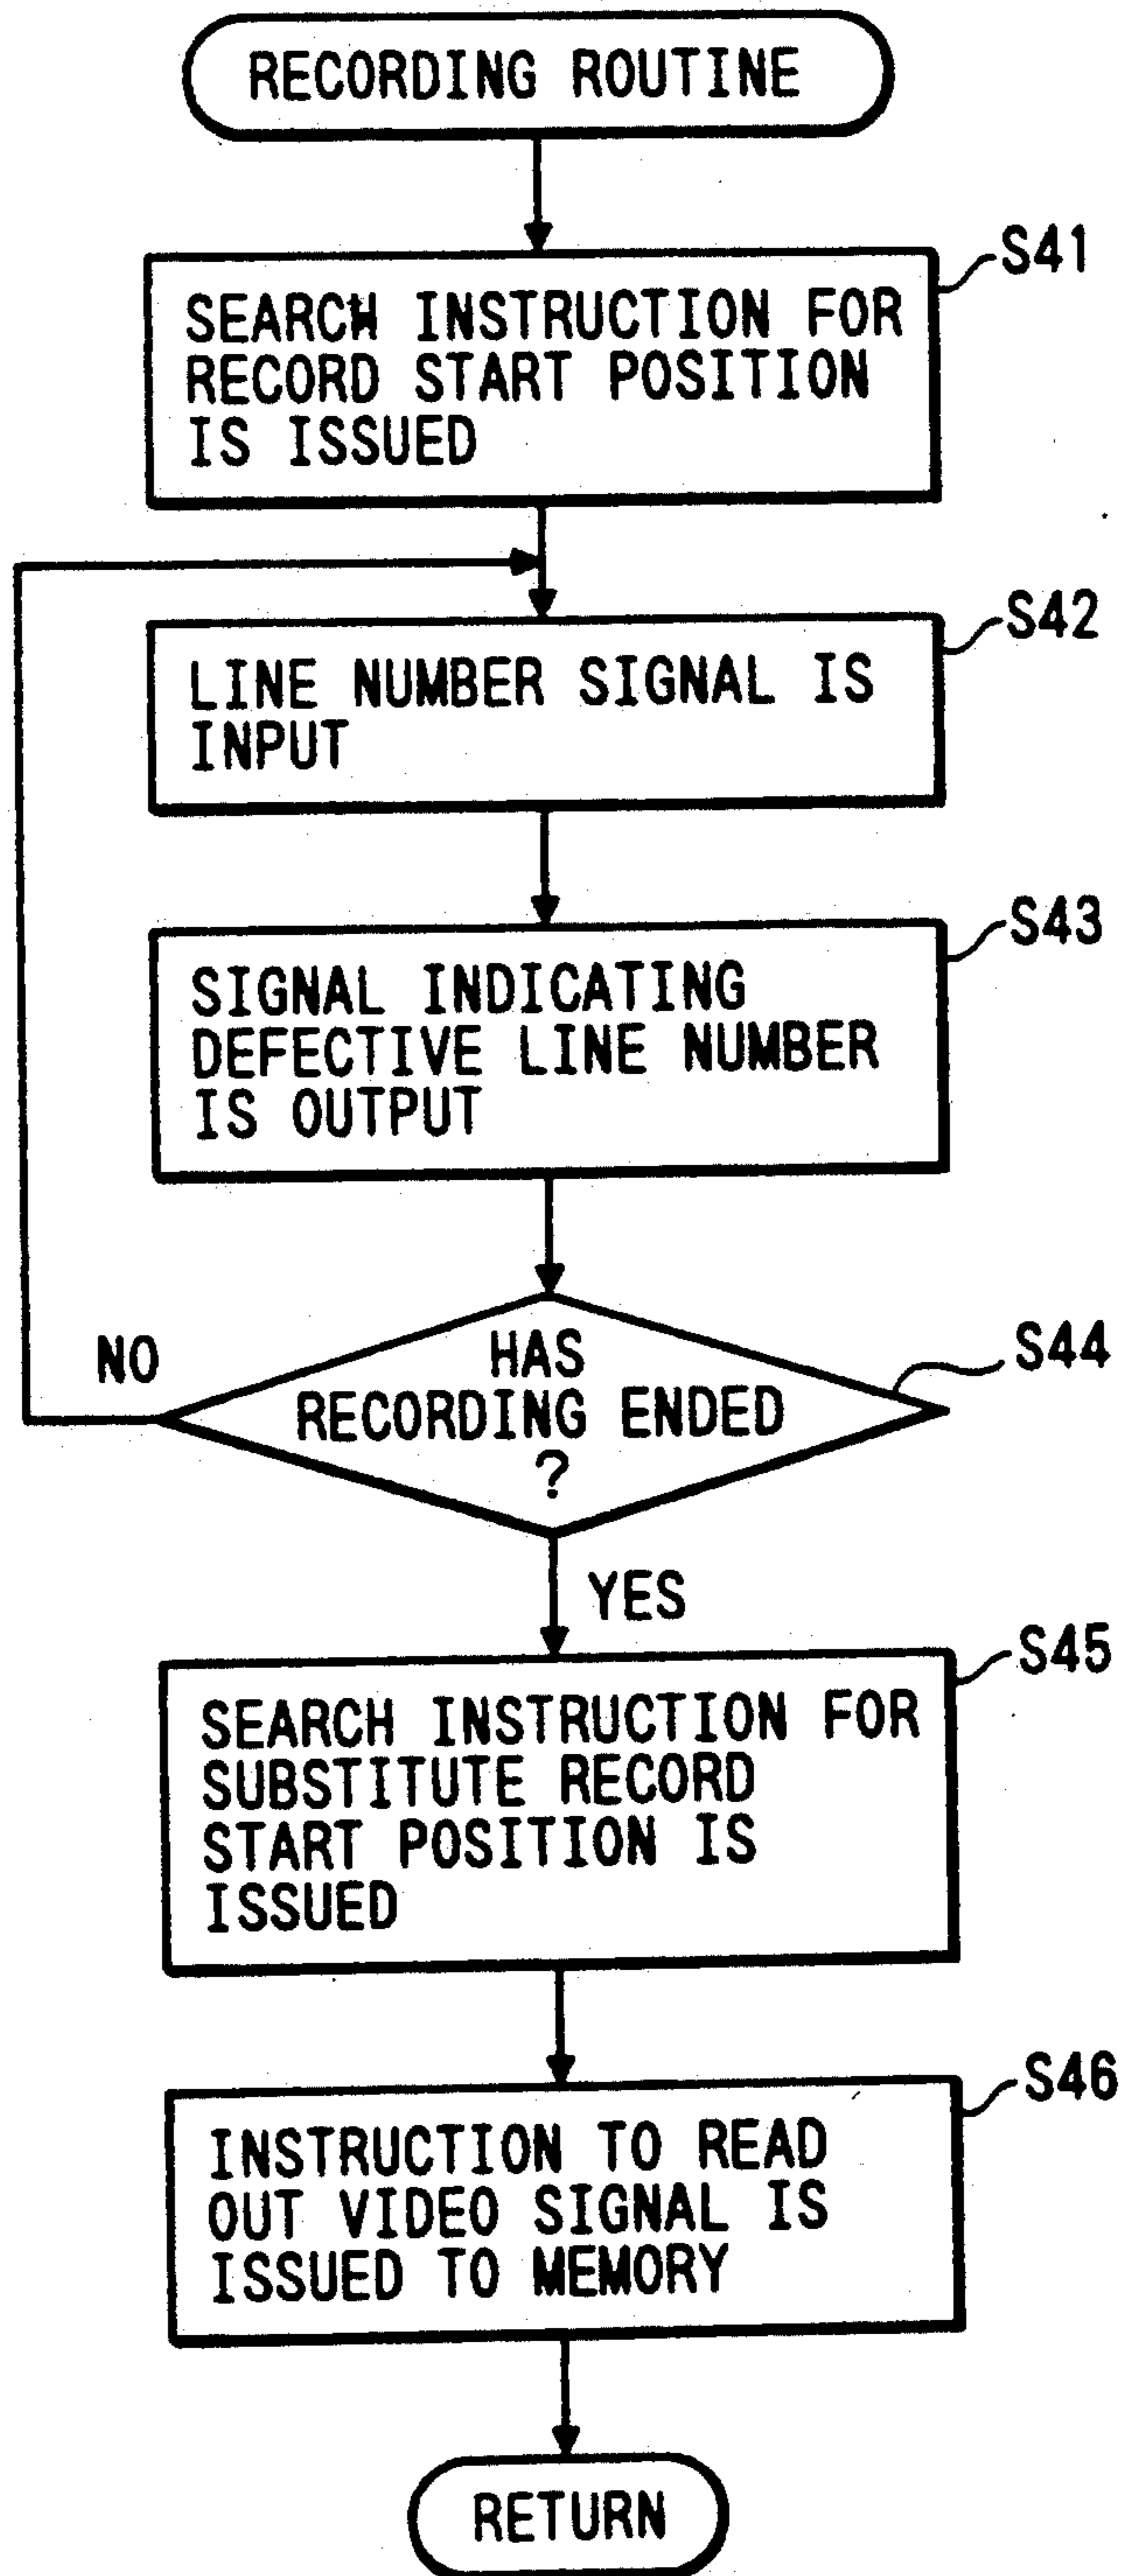 RECORDING ROUTINE
S41
SEARCH INSTRUCTION FOR
RECORD START POSITION
IS ISSUED
S42
LINE NUMBER SIGNAL IS
INPUT
S43
SIGNAL INDICATING
DEFECTIVE LINE NUMBER
IS OUTPUT
S44
HAS
RECORDING ENDED
?
NO
YES
S45
SEARCH INSTRUCTION FOR
SUBSTITUTE RECORD
START POSITION IS
ISSUED
S46
INSTRUCTION TO READ
OUT VIDEO SIGNAL IS
ISSUED TO MEMORY
RETURN